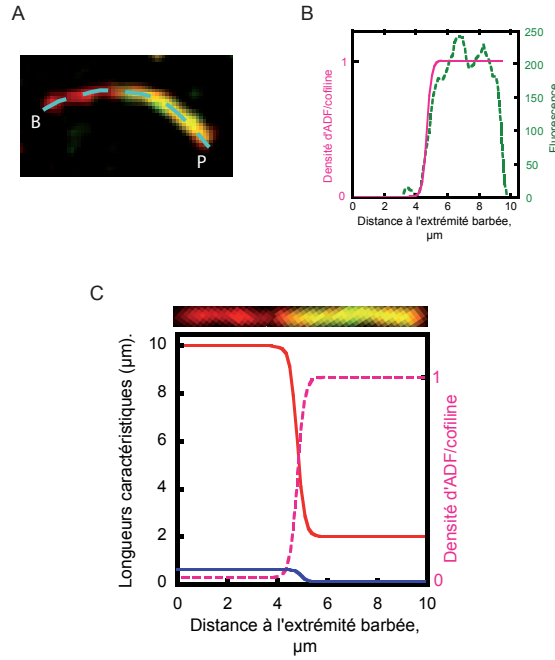 A
B
P
B
Densité d'ADF/cofiline
1
0
250
200
150
100
50
0
Fluorescence
0 2 4 6 8 10
Distance à l'extrémité barbée,
µm
C
Longueurs caractéristiques (µm).
10
8
6
4
2
0
1
0
Densité d'ADF/cofiline
0 2 4 6 8 10
Distance à l'extrémité barbée,
µm